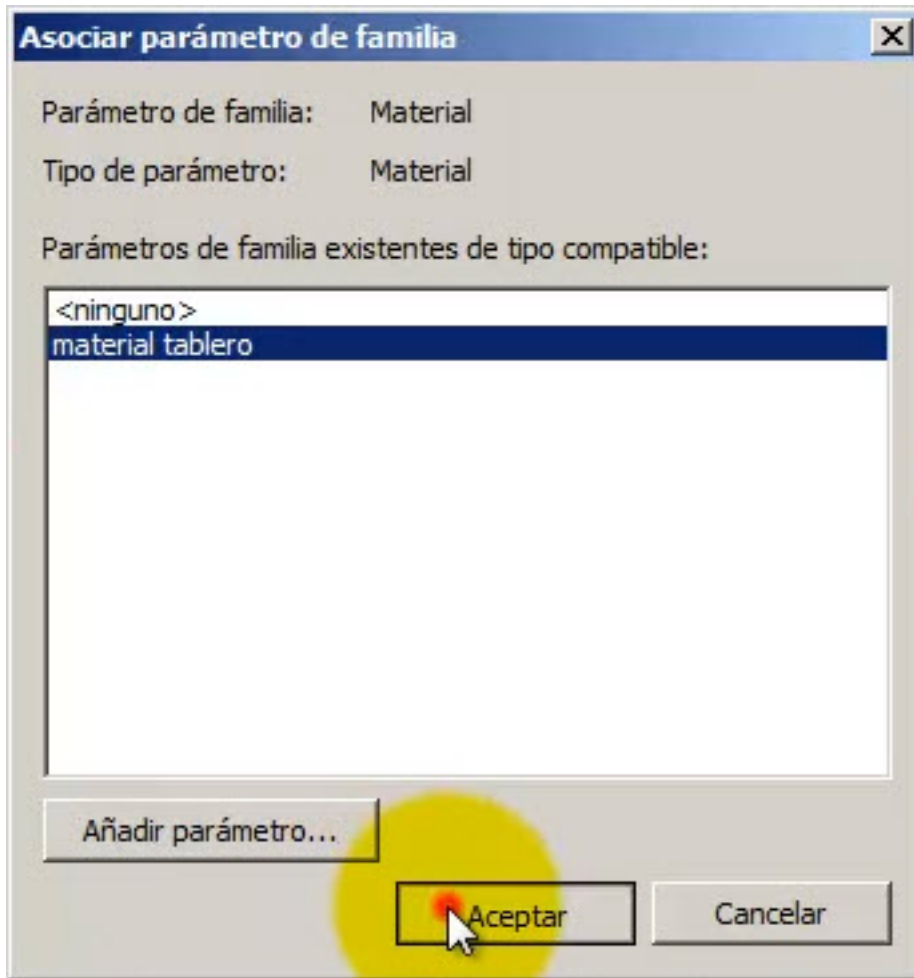 Asociar parámetro de familia
Parámetro de familia: Material
Tipo de parámetro: Material
Parámetros de familia existentes de tipo compatible:
<ninguno>
material tablero
Añadir parámetro...
Aceptar Cancelar